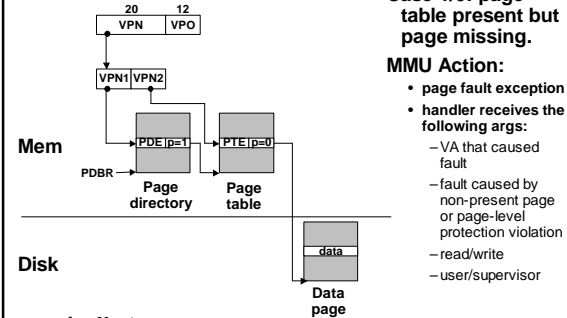 table present but
page missing.
MMU Action:
• page fault exception
• handler receives the
following args:
–VA that caused
fault
–fault caused by
non-present page
or page-level
protection violation
–read/write
–user/supervisor
20 12
VPN VPO
VPN1 VPN2
Mem
PDE p=1 PTE p=0
PDBR
Page
directory
Page
table
data
Disk
Data
page